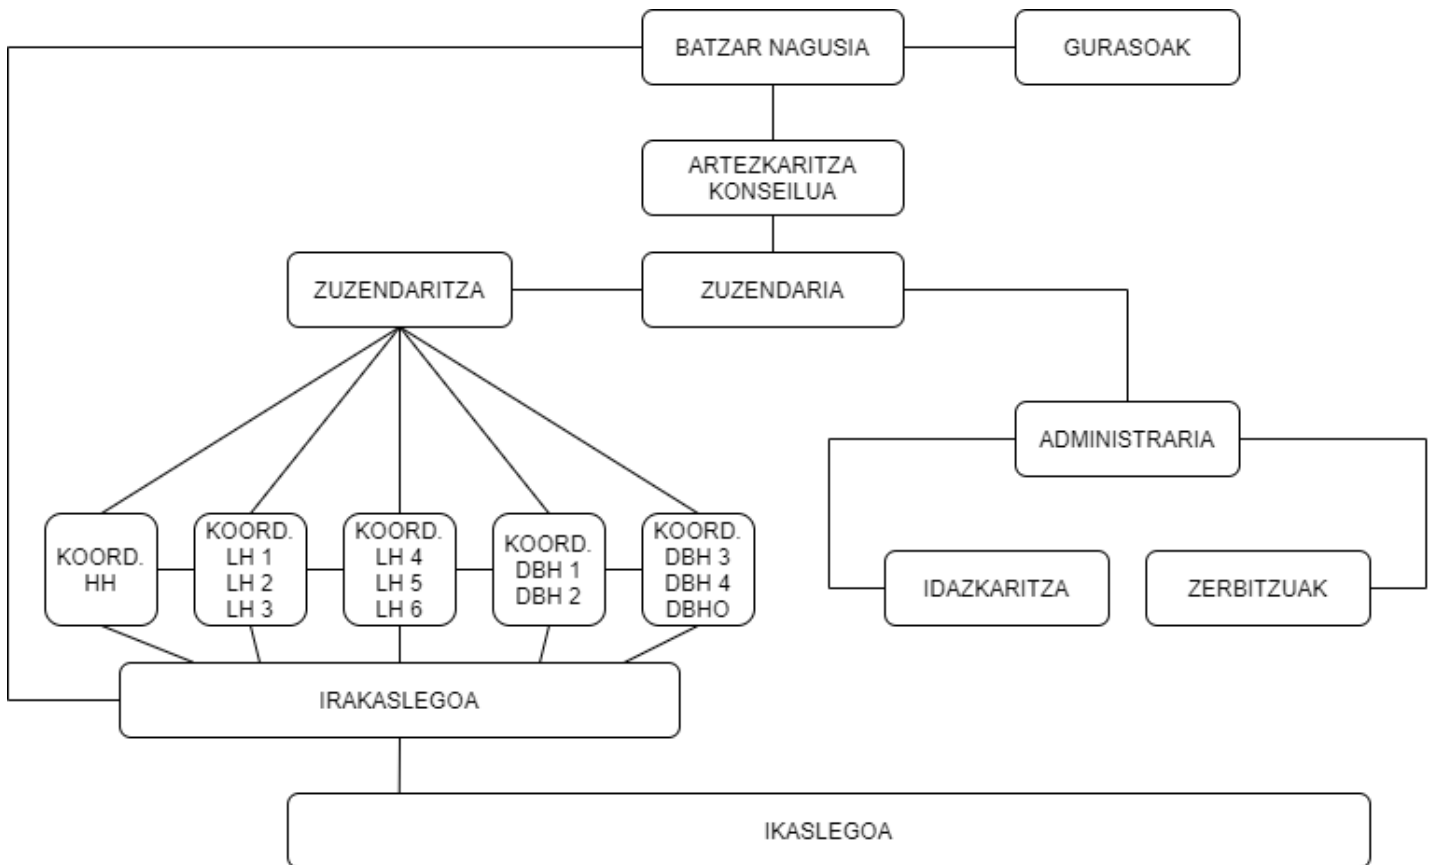 BATZAR NAGUSIA
GURASOAK
ARTEZKARITZA
KONSEILUA
ZUZENDARITZA
ZUZENDARIA
ADMINISTRARIA
KOORD.
HH
KOORD.
LH 1
LH 2
LH 3
KOORD.
LH 4
LH 5
LH 6
KOORD.
DBH 1
DBH 2
KOORD.
DBH 3
DBH 4
DBHO
IDAZKARITZA
ZERBITZUAK
IRAKASLEGOA
IKASLEGOA